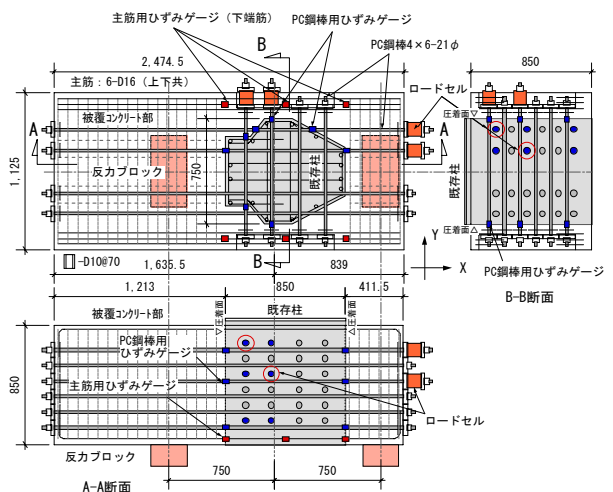 主筋用ひずみゲージ（下端筋）
B
PC鋼棒用ひずみゲージ
PC鋼棒4×6-21φ
2,474.5
850
主筋：6-D16（上下共）
ロードセル
被覆コンクリート部
圧着面
A
A
A
1,125
750
反力ブロック
既存柱
既存柱
圧着面
B
Y
X
-D10@70
1,635.5
839
PC鋼棒用ひずみゲージ
B-B断面
1,213
850
411.5
被覆コンクリート部
圧着面
既存柱
圧着面
PC鋼棒用
ひずみゲージ
850
主筋用ひずみゲージ
ロードセル
反力ブロック
750
750
A-A断面